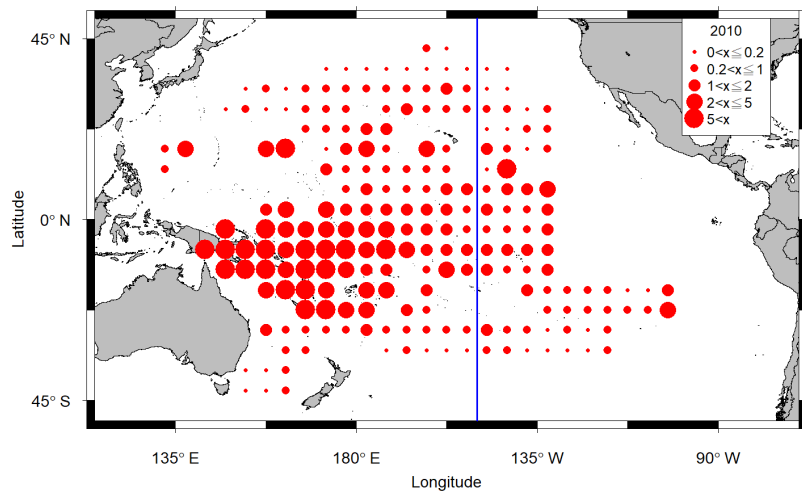 2010
0<x≦0.2
0.2<x≦1
1<x≦2
2<x≦5
5<x
45° N
0° N
45° S
Latitude
135° E
180° E
135° W
90° W
Longitude